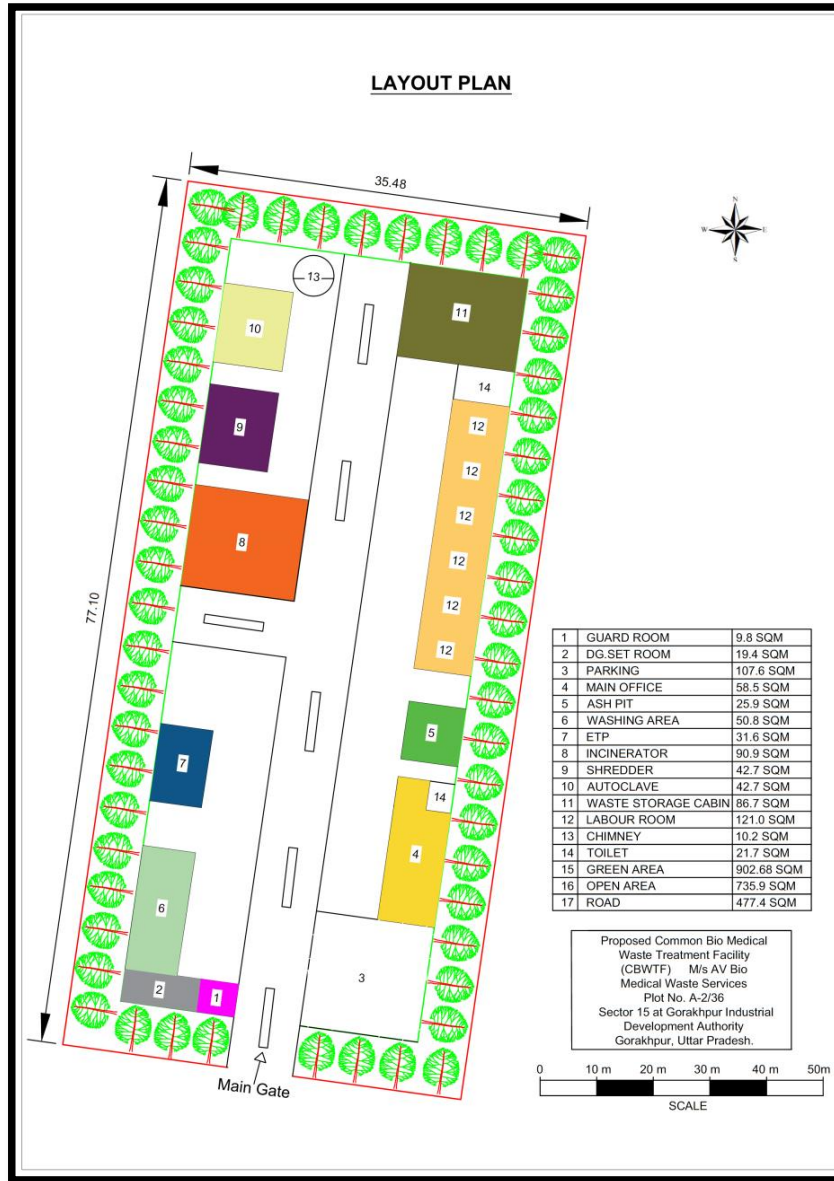 LAYOUT PLAN
35.48
N
W E
S
13
10
11
14
9
12
12
8
12
12
12
12
77.10
5
7
14
4
6
3
2 1
Main Gate
1 GUARD ROOM 9.8 SQM
2 DG.SET ROOM 19.4 SQM
3 PARKING 107.6 SQM
4 MAIN OFFICE 58.5 SQM
5 ASH PIT 25.9 SQM
6 WASHING AREA 50.8 SQM
7 ETP 31.6 SQM
8 INCINERATOR 90.9 SQM
9 SHREDDER 42.7 SQM
10 AUTOCLAVE 42.7 SQM
11 WASTE STORAGE CABIN 86.7 SQM
12 LABOUR ROOM 121.0 SQM
13 CHIMNEY 10.2 SQM
14 TOILET 21.7 SQM
15 GREEN AREA 902.68 SQM
16 OPEN AREA 735.9 SQM
17 ROAD 477.4 SQM
Proposed Common Bio Medical
Waste Treatment Facility
(CBWTF) M/s AV Bio
Medical Waste Services
Plot No. A-2/36
Sector 15 at Gorakhpur Industrial
Development Authority
Gorakhpur, Uttar Pradesh.
0 10 m 20 m 30 m 40 m 50m
SCALE